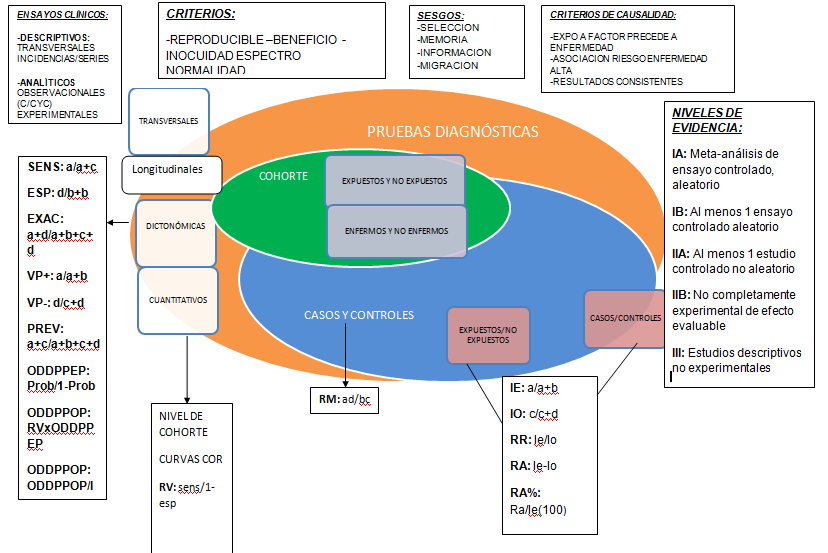 ENSAYOS CLÍNICOS:
-DESCRIPTIVOS:
TRANSVERSALES
INCIDENCIAS/SERIES
-ANALÍTICOS
OBSERVACIONALES
(C/CYC)
EXPERIMENTALES
CRITERIOS:
-REPRODUCIBLE –BENEFICIO -
INOCUIDAD ESPECTRO
NORMALIDAD
SESGOS:
-SELECCION
-MEMORIA
-INFORMACION
-MIGRACION
CRITERIOS DE CAUSALIDAD:
-EXPO A FACTOR PRECEDE A
ENFERMEDAD
-ASOCIACION RIESGO ENFERMEDAD
ALTA
-RESULTADOS CONSISTENTES
NIVELES DE
EVIDENCIA:
IA: Meta-análisis de
ensayo controlado,
aleatorio
IB: Al menos 1 ensayo
controlado aleatorio
IIA: Al menos 1 estudio
controlado no aleatorio
IIB: No completamente
experimental de efecto
evaluable
III: Estudios descriptivos
no experimentales
TRANSVERSALES
Longitudinales
DICTONÓMICAS
CUANTITATIVOS
PRUEBAS DIAGNÓSTICAS
COHORTE
EXPUESTOS Y NO EXPUESTOS
ENFERMOS Y NO ENFERMOS
CASOS Y CONTROLES
EXPUESTOS/NO
EXPUESTOS
CASOS/CONTROLES
SENS: a/a+c
ESP: d/b+b
EXAC:
a+d/a+b+c+
d
VP+: a/a+b
VP-: d/c+d
PREV:
a+c/a+b+c+d
ODDPPEP:
Prob/1-Prob
ODDPPOP:
RVxODDPP
EP
ODDPPOP:
ODDPPOP/I
NIVEL DE
COHORTE
CURVAS COR
RV: sens/1-
esp
RM: ad/bc
IE: a/a+b
IO: c/c+d
RR: Ie/Io
RA: Ie-Io
RA%:
Ra/Ie(100)